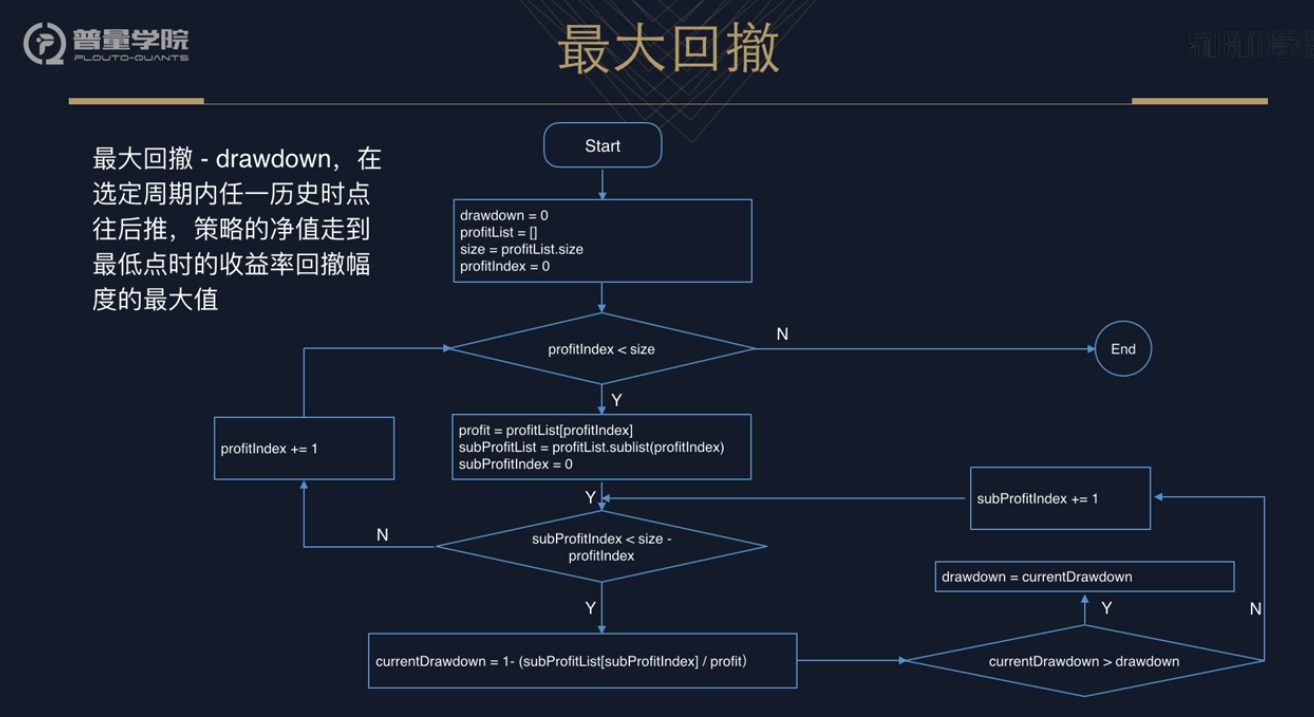 普量学院
PLOUTO-QUANTS
最大回撤
最大回撤 - drawdown，在
选定周期内任一历史时点
往后推，策略的净值走到
最低点时的收益率回撤幅
度的最大值
Start
drawdown = 0
profitList = []
size = profitList.size
profitIndex = 0
profitIndex < size
N
End
Y
profitIndex += 1
profit = profitList[profitIndex]
subProfitList = profitList.sublist(profitIndex)
subProfitIndex = 0
Y
subProfitIndex += 1
N
subProfitIndex < size -
profitIndex
drawdown = currentDrawdown
Y
Y
N
currentDrawdown = 1- (subProfitList[subProfitIndex] / profit）
currentDrawdown > drawdown